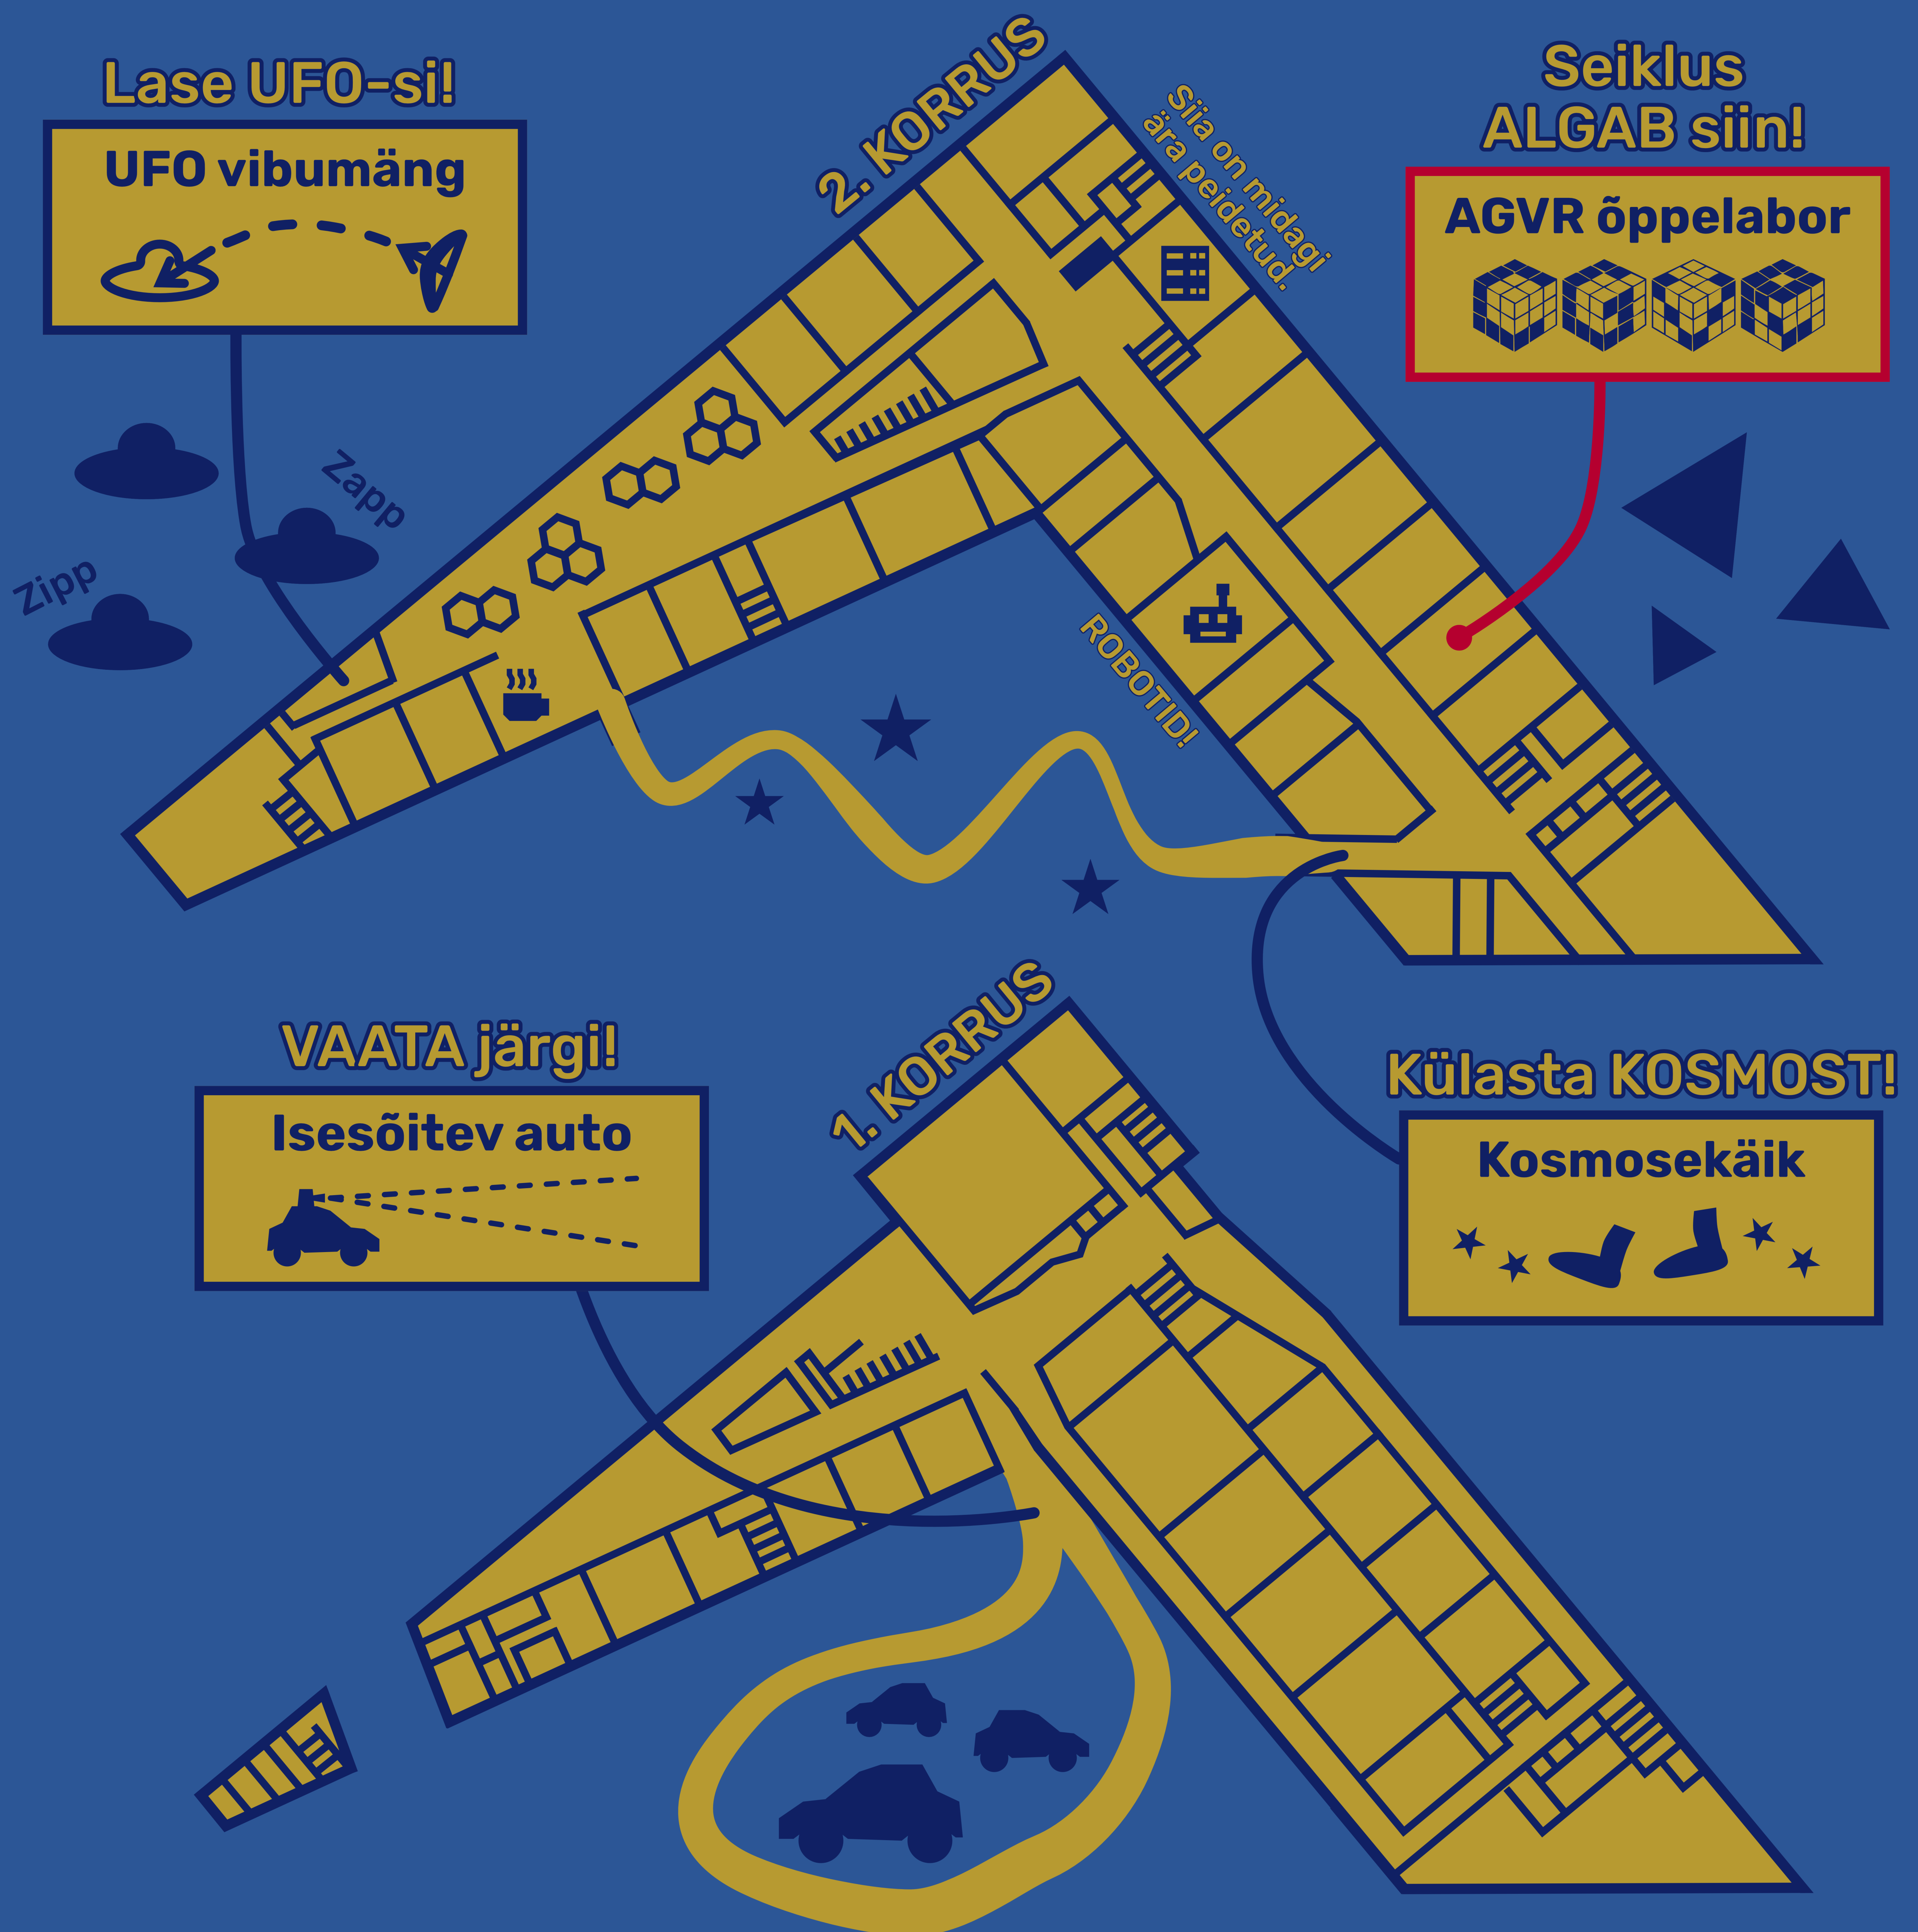 Lase UFO-si!
UFO vibumäng
2. KORRUS
Siia on midagi
ära peidetud.
Seiklus
ALGAB siin!
AGVR õppelabor
Zapp
Zipp
ROBOTID!
VAATA järgi!
Isesõitev auto
1. KORRUS
Külasta KOSMOST!
Kosmosekäik